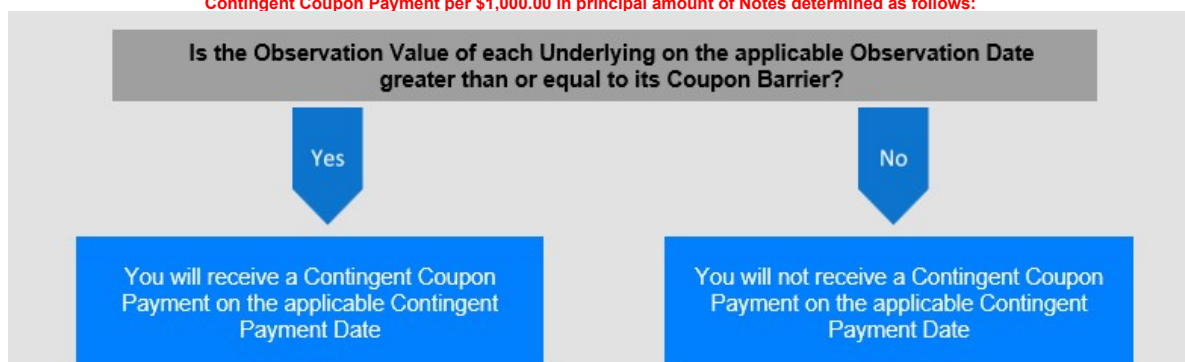 Contingent Coupon Payment per $1,000.00 in principal amount of Notes determined as follows:
Is the Observation Value of each Underlying on the applicable Observation Date
greater than or equal to its Coupon Barrier?
Yes
No
You will receive a Contingent Coupon
Payment on the applicable Contingent
Payment Date
You will not receive a Contingent Coupon
Payment on the applicable Contingent
Payment Date